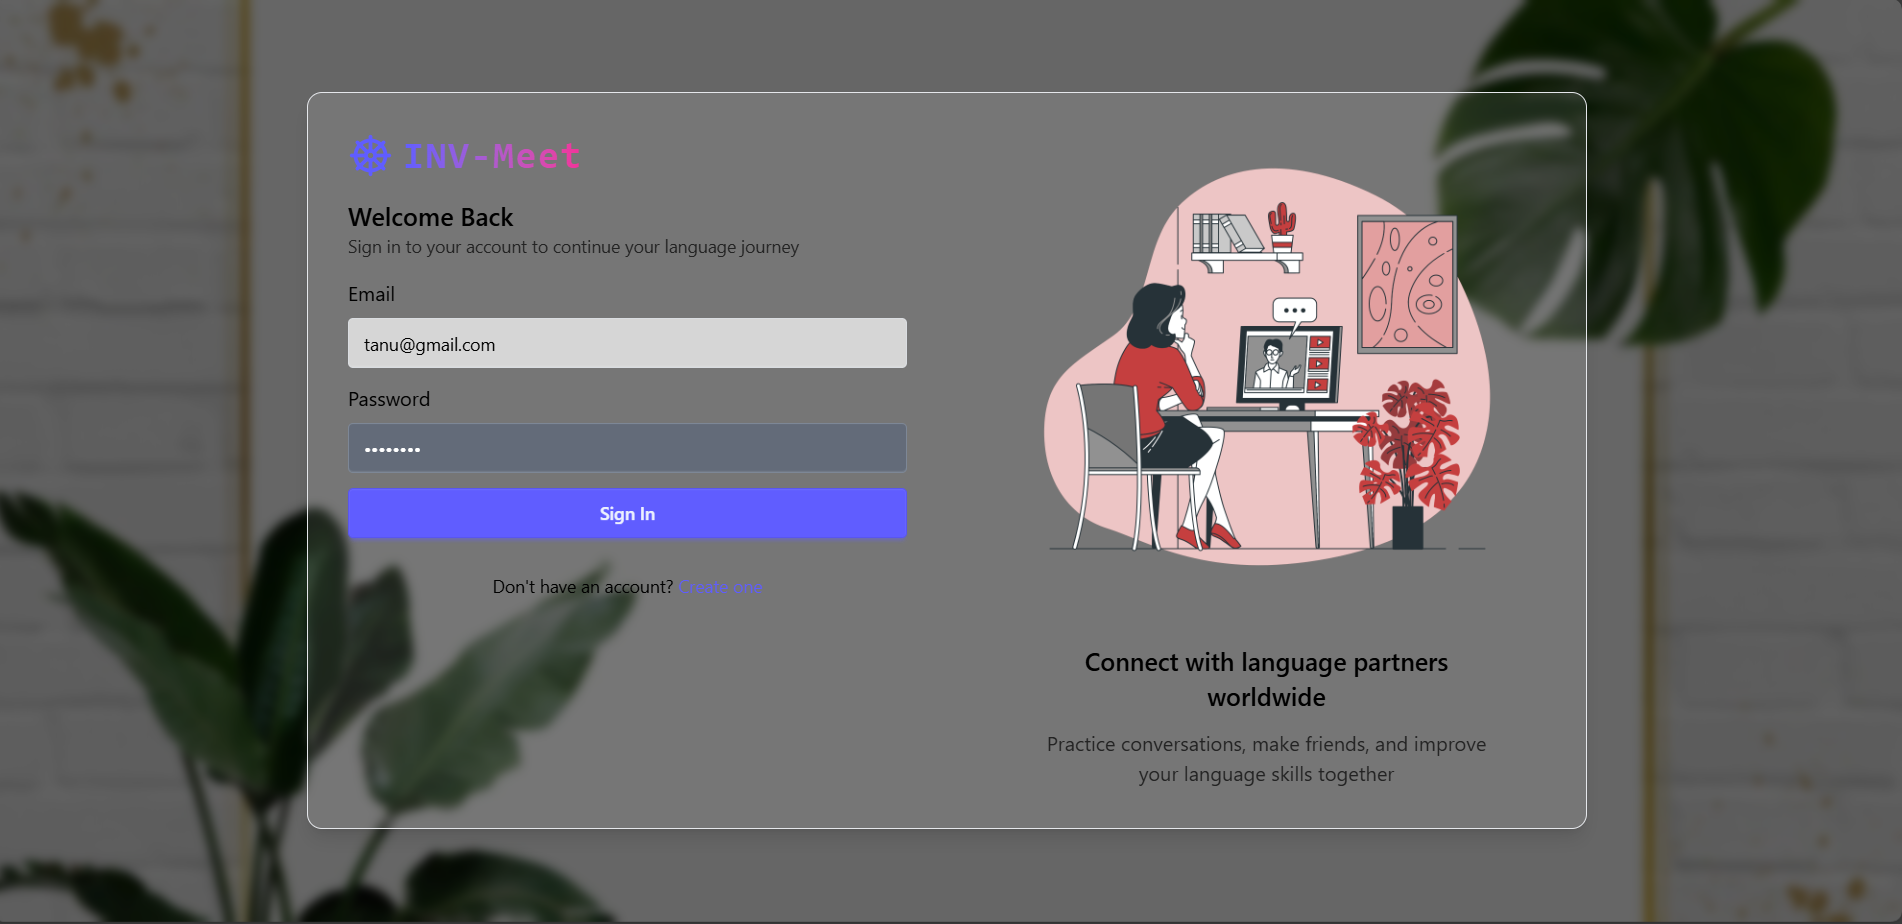 INV-Meet
Welcome Back
Sign in to your account to continue your language journey
Email
tanu@gmail.com
Password
••••••••
Sign In
Don't have an account? Create one
Connect with language partners
worldwide
Practice conversations, make friends, and improve
your language skills together